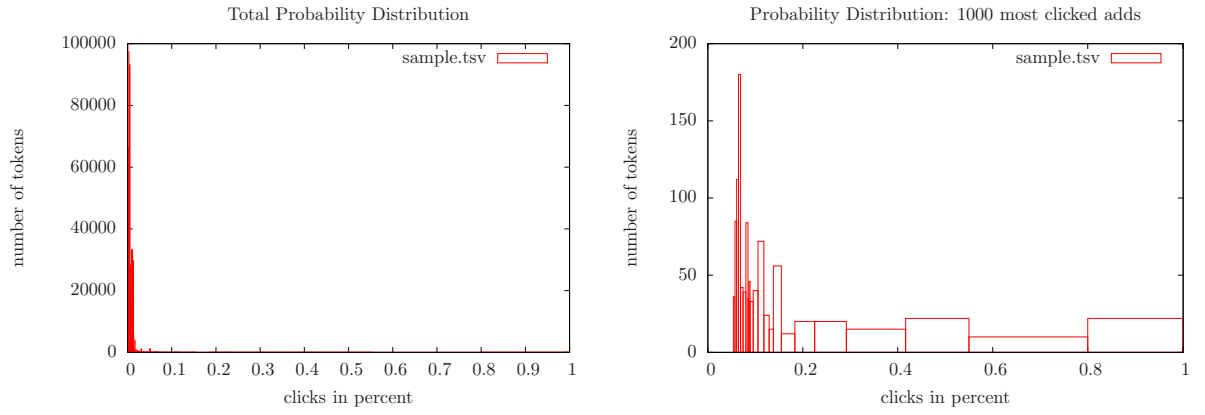 Total Probability Distribution
100000
80000
60000
40000
20000
0
number of tokens
sample.tsv
0 0.1 0.2 0.3 0.4 0.5 0.6 0.7 0.8 0.9 1
clicks in percent
Probability Distribution: 1000 most clicked adds
200
150
100
50
0
number of tokens
sample.tsv
0 0.2 0.4 0.6 0.8 1
clicks in percent